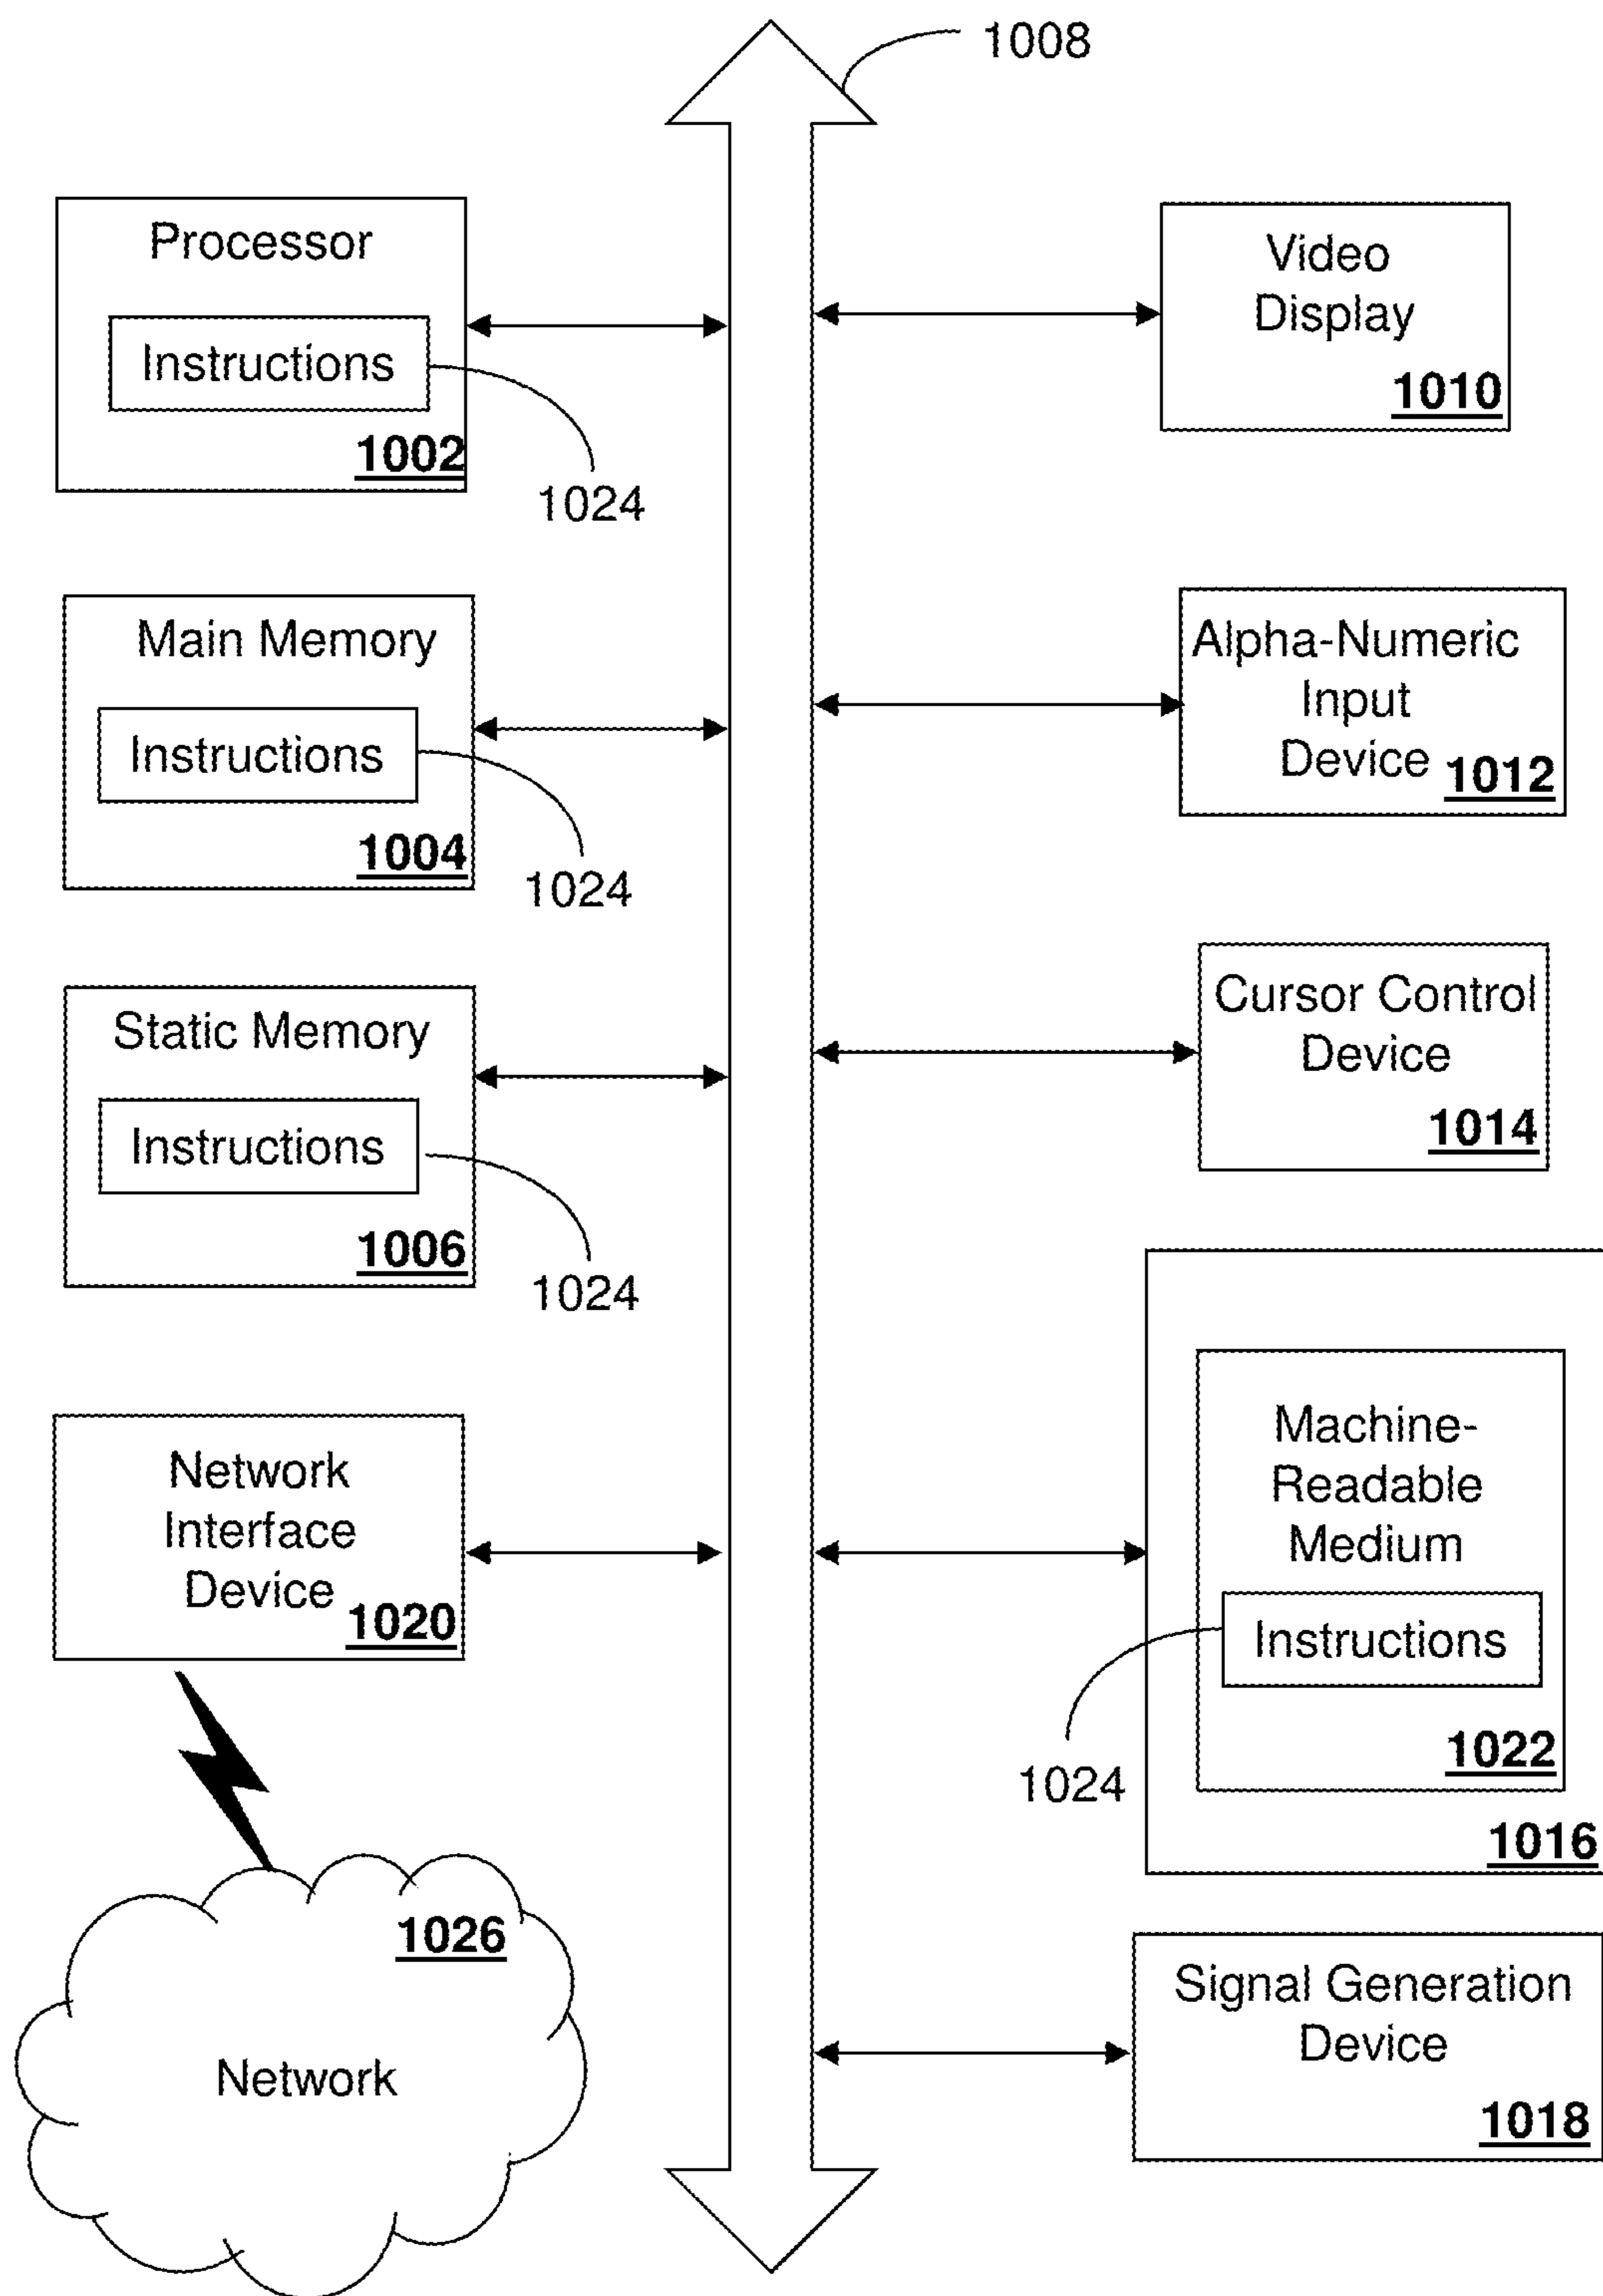 1008
Processor
Instructions
1002
1024
Main Memory
Instructions
1004
1024
Static Memory
Instructions
1006
1024
Network
Interface
Device
1020
1026
Network
Video
Display
1010
Alpha-Numeric
Input
Device
1012
Cursor Control
Device
1014
Machine-
Readable
Medium
Instructions
1022
1024
1016
Signal Generation
Device
1018